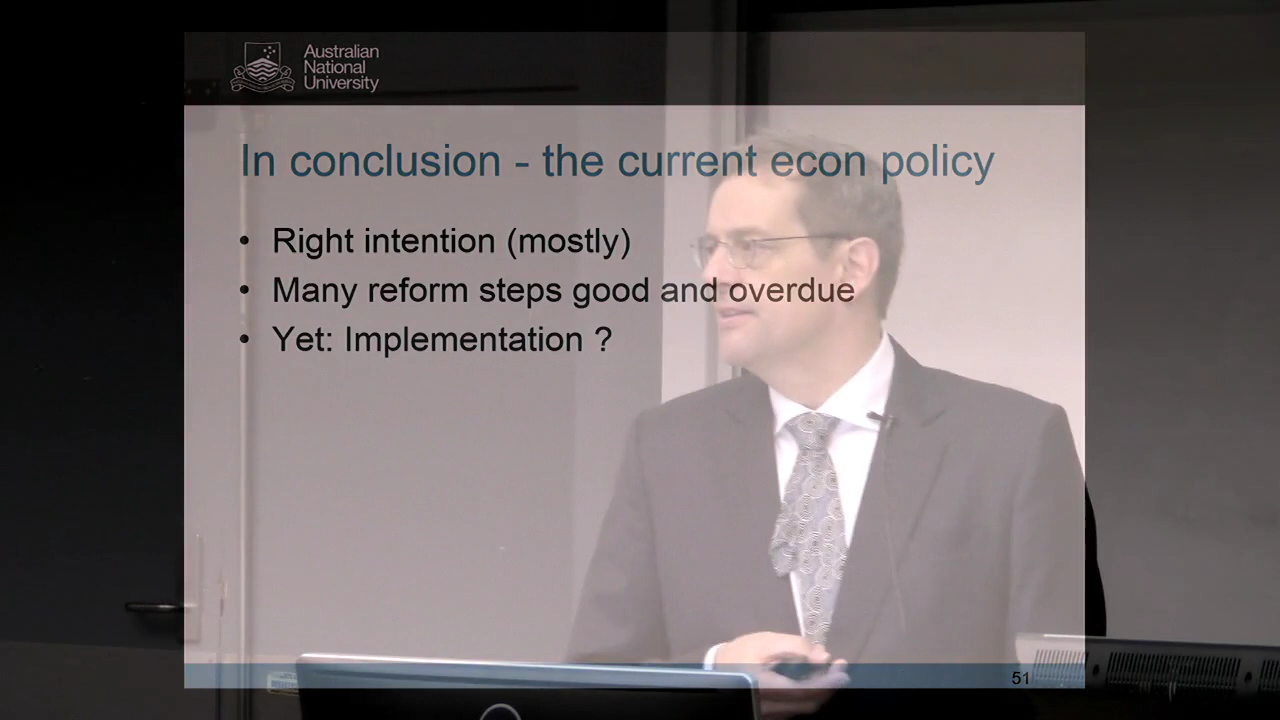 Australian
National
University
In conclusion - the current econ policy
• Right intention (mostly)
• Many reform steps good and overdue
• Yet: Implementation ?
51